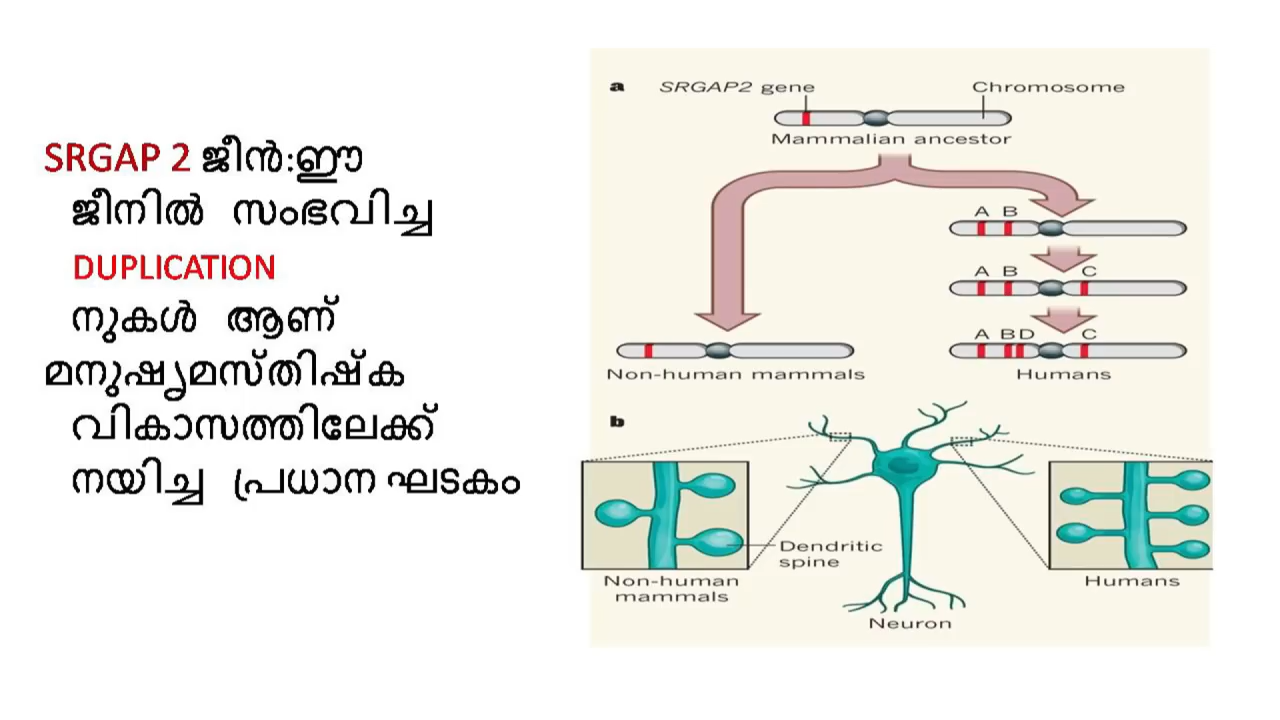 SRGAP 2 ജീൻ:ഈ
ജീനിൽ സംഭവിച്ച
DUPLICATION
നുകൾ ആണ്
മനുഷ്യമസ്തിഷ്ക
വികാസത്തിലേക്ക്
നയിച്ച പ്രധാന ഘടകം
a SRGAP2 gene Chromosome
Mammalian ancestor
A B
A B C
A B D C
Non-human mammals Humans
b
Dendritic
spine
Non-human
mammals
Humans
Neuron